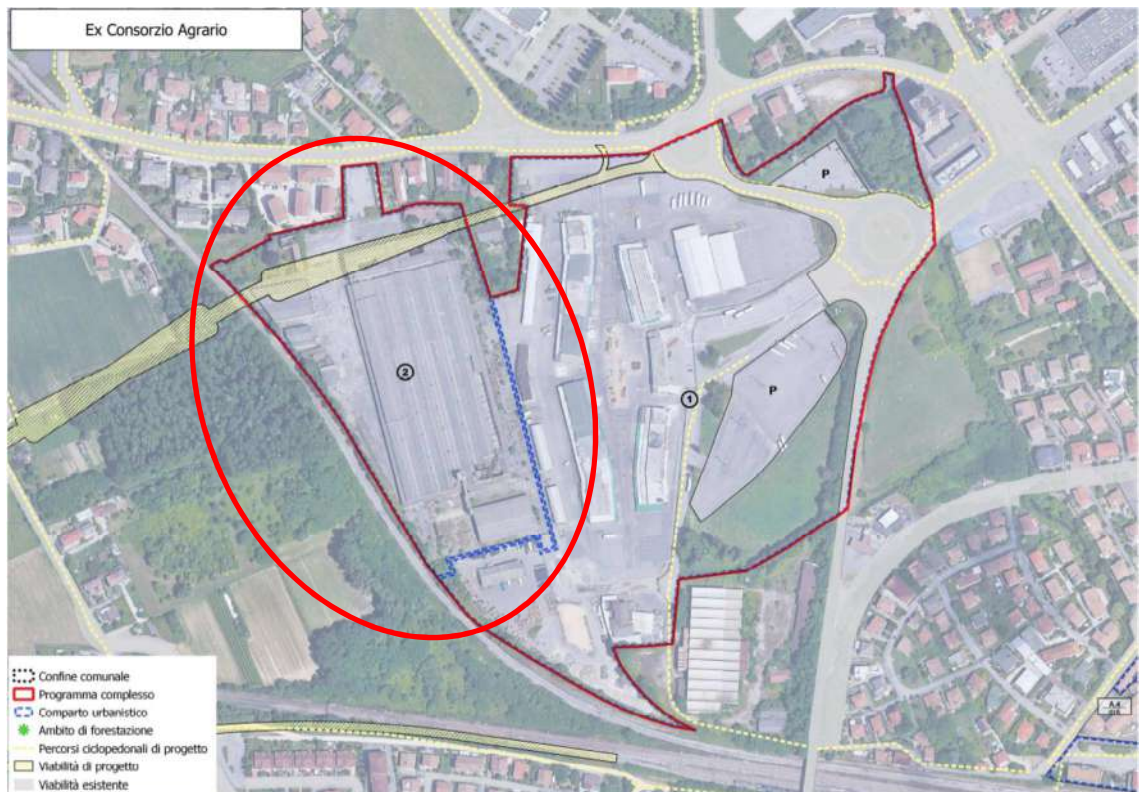 Ex Consorzio Agrario
P
2
1
P
Confine comunale
Programma complesso
Comparto urbanistico
Ambito di forestazione
Percorsi ciclopedonali di progetto
Viabilità di progetto
Viabilità esistente
A.4